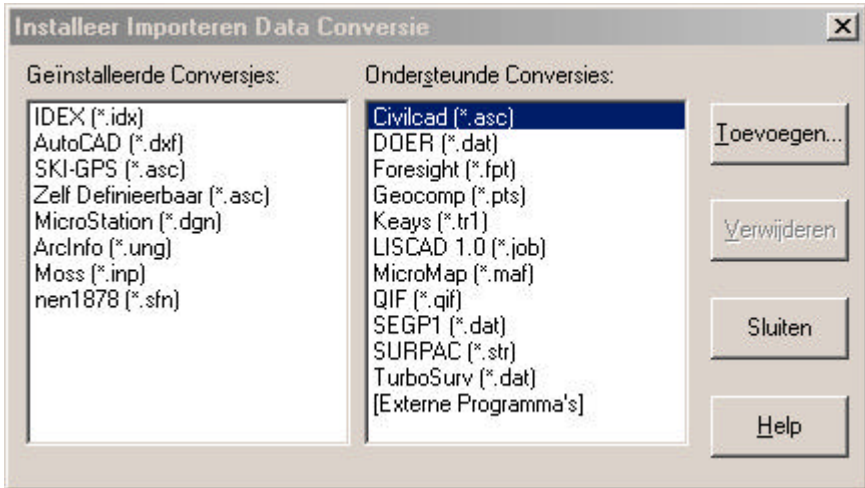 Installeer Importeren Data Conversie
Geïnstalleerde Conversies:
IDEX (*.idx)
AutoCAD (*.dxf)
SKI-GPS (*.asc)
Zelf Definieerbaar (*.asc)
MicroStation (*.dgn)
ArcInfo (*.ung)
Moss (*.inp)
nen1878 (*.sfn)
Ondersteunde Conversies:
Civilcad (*.asc)
DOER (*.dat)
Foresight (*.fpt)
Geocomp (*.pts)
Keays (*.tr1)
LISCAD 1.0 (*.job)
MicroMap (*.maf)
QIF (*.qif)
SEGP1 (*.dat)
SURPAC (*.str)
TurboSurv (*.dat)
[Externe Programma's]
Toevoegen...
Verwijderen
Sluiten
Help